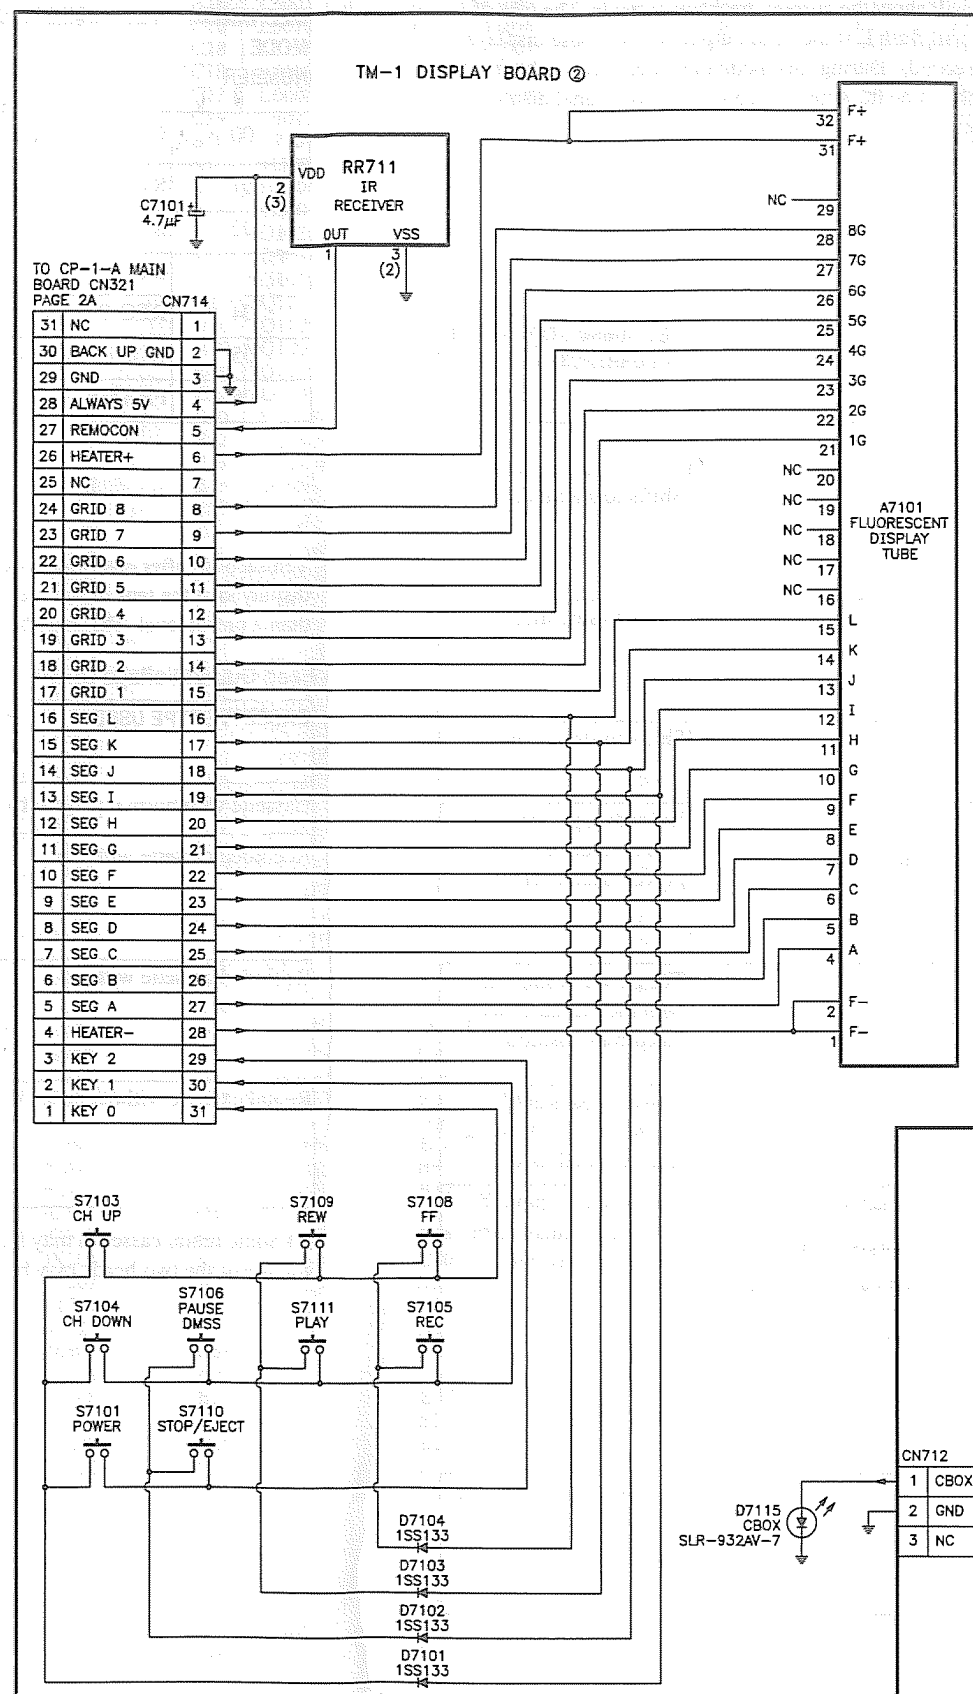 TM-1 DISPLAY BOARD ②
RR711
IR
RECEIVER
VDD
2
(3)
OUT
1
VSS
3
(2)
C7101
+
4.7µF
TO CP-1-A MAIN
BOARD CN321
PAGE 2A
CN714
31 NC 1
30 BACK UP GND 2
29 GND 3
28 ALWAYS 5V 4
27 REMOCON 5
26 HEATER+ 6
25 NC 7
24 GRID 8 8
23 GRID 7 9
22 GRID 6 10
21 GRID 5 11
20 GRID 4 12
19 GRID 3 13
18 GRID 2 14
17 GRID 1 15
16 SEG L 16
15 SEG K 17
14 SEG J 18
13 SEG I 19
12 SEG H 20
11 SEG G 21
10 SEG F 22
9 SEG E 23
8 SEG D 24
7 SEG C 25
6 SEG B 26
5 SEG A 27
4 HEATER- 28
3 KEY 2 29
2 KEY 1 30
1 KEY 0 31
32 F+
31 F+
NC 29
28 8G
27 7G
26 6G
25 5G
24 4G
23 3G
22 2G
21 1G
NC 20
NC 19
NC 18
NC 17
NC 16
15 L
14 K
13 J
12 I
11 H
10 G
9 F
8 E
7 D
6 C
5 B
4 A
2 F-
1 F-
A7101
FLUORESCENT
DISPLAY
TUBE
S7103
CH UP
S7109
REW
S7108
FF
S7104
CH DOWN
S7106
PAUSE
DMSS
S7111
PLAY
S7105
REC
S7101
POWER
S7110
STOP/EJECT
D7104
1SS133
D7103
1SS133
D7102
1SS133
D7101
1SS133
D7115
CBOX
SLR-932AV-7
CN712
1 CBOX
2 GND
3 NC